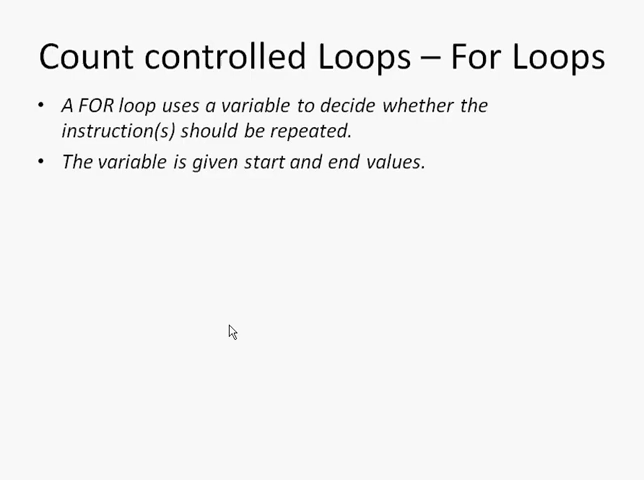 Count controlled Loops – For Loops
• A FOR loop uses a variable to decide whether the
instruction(s) should be repeated.
• The variable is given start and end values.